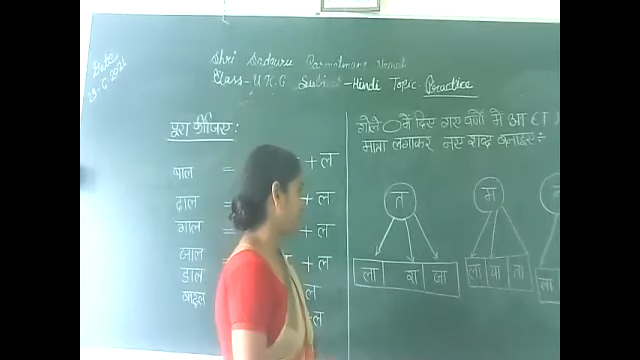 Shri Sadguru Parmatmane Namah
Date 23-6-2021
Class-U.K.G Subject-Hindi Topic Practice
पूरा कीजिए:
बाल = + ल
ढाल = + ल
गाल = + ल
जाल + ल
डाल ल
बादल ल
गोले ○ में दिए गए वर्णों में आ (ा)
मात्रा लगाकर नए शब्द बनाइए:
त म
ला रा जा ला या ता ला